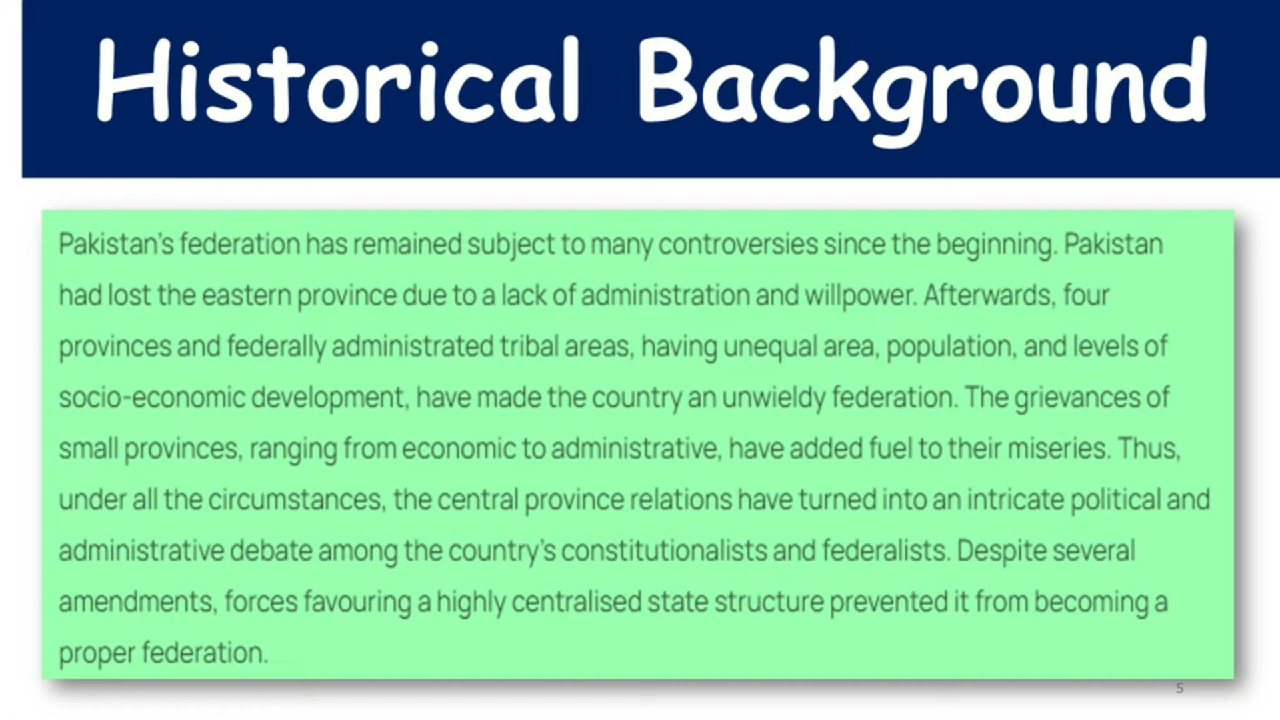 Historical Background
Pakistan's federation has remained subject to many controversies since the beginning. Pakistan
had lost the eastern province due to a lack of administration and willpower. Afterwards, four
provinces and federally administrated tribal areas, having unequal area, population, and levels of
socio-economic development, have made the country an unwieldy federation. The grievances of
small provinces, ranging from economic to administrative, have added fuel to their miseries. Thus,
under all the circumstances, the central province relations have turned into an intricate political and
administrative debate among the country's constitutionalists and federalists. Despite several
amendments, forces favouring a highly centralised state structure prevented it from becoming a
proper federation.
5